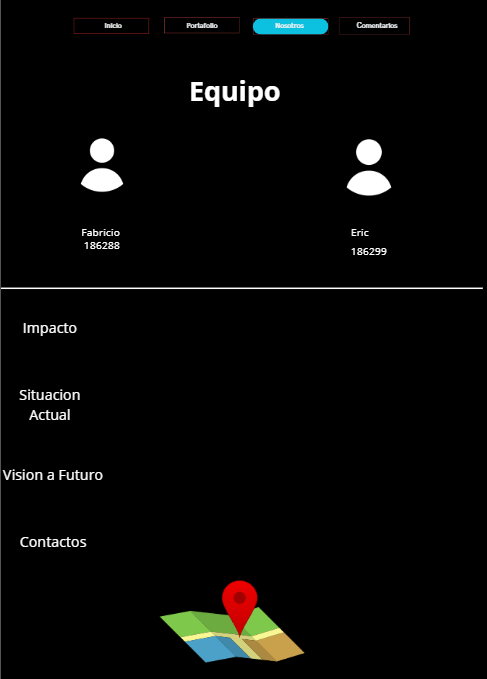 Inicio
Portafolio
Nosotros
Comentarios
Equipo
Fabricio
186288
Eric
186299
Impacto
Situacion
Actual
Vision a Futuro
Contactos